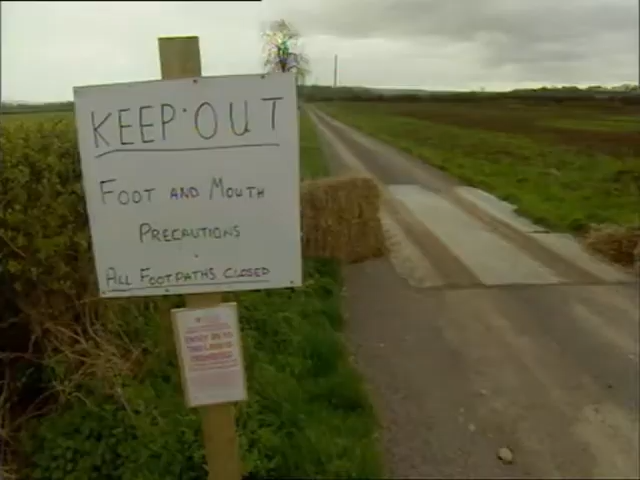 KEEP OUT
FOOT AND MOUTH
PRECAUTIONS
ALL FOOTPATHS CLOSED